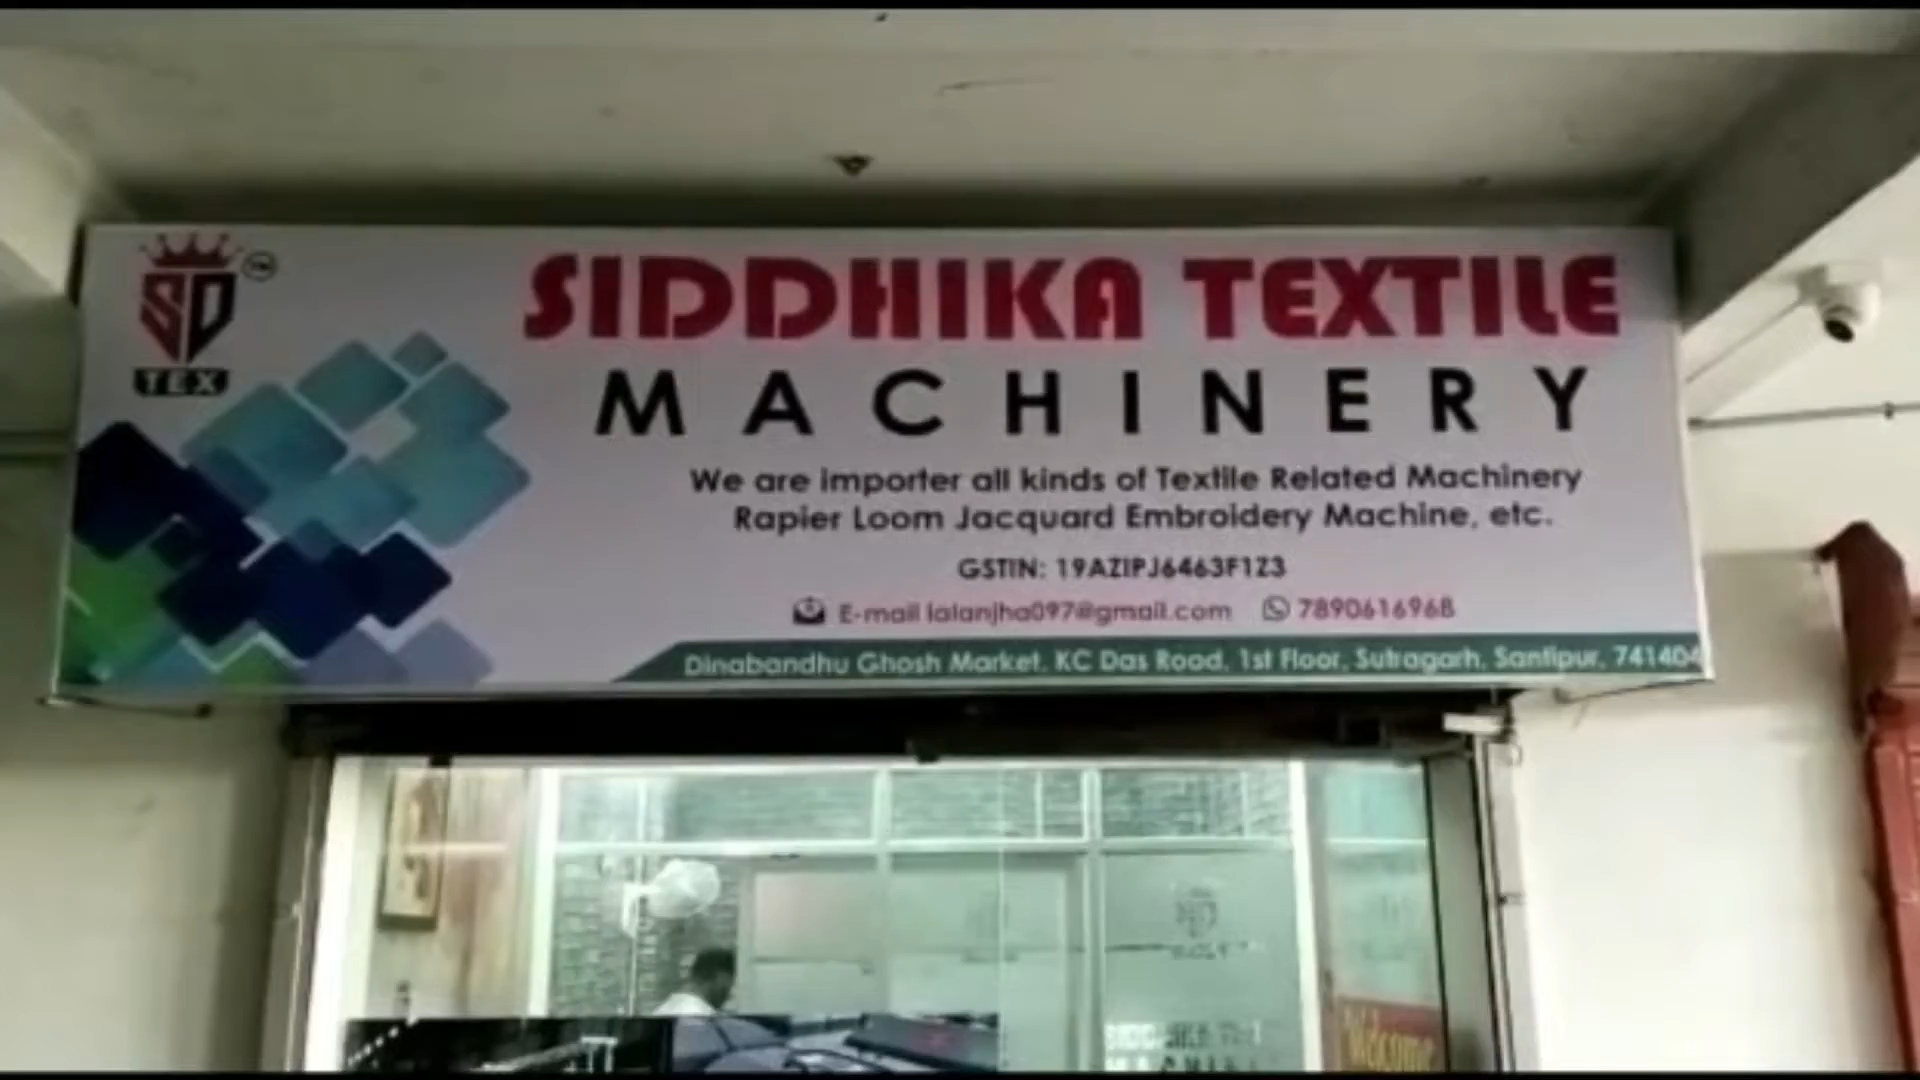 SD
TEX
SIDDHIKA TEXTILE
MACHINERY
We are importer all kinds of Textile Related Machinery
Rapier Loom Jacquard Embroidery Machine, etc.
GSTIN: 19AZIPJ6463F1Z3
E-mail lalanjha097@gmail.com 7890616968
Dinabandhu Ghosh Market, KC Das Road, 1st Floor, Sutragarh, Santipur, 741404
Welcome